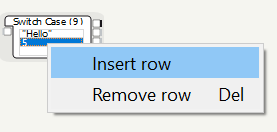 Switch Case (9)
"Hello"
5
Insert row
Remove row Del